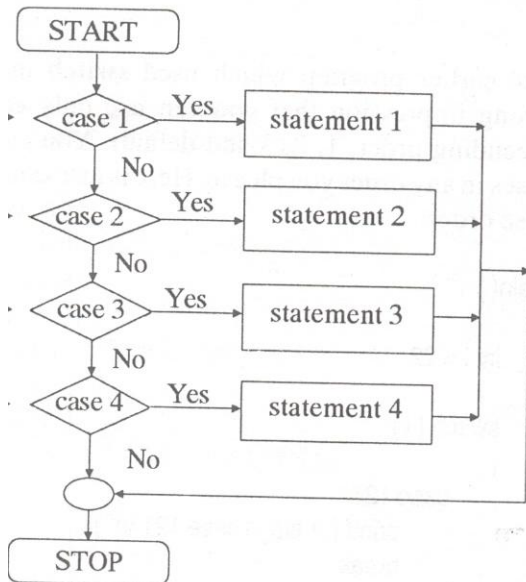 START
case 1
Yes
statement 1
No
case 2
Yes
statement 2
No
case 3
Yes
statement 3
No
case 4
Yes
statement 4
No
STOP